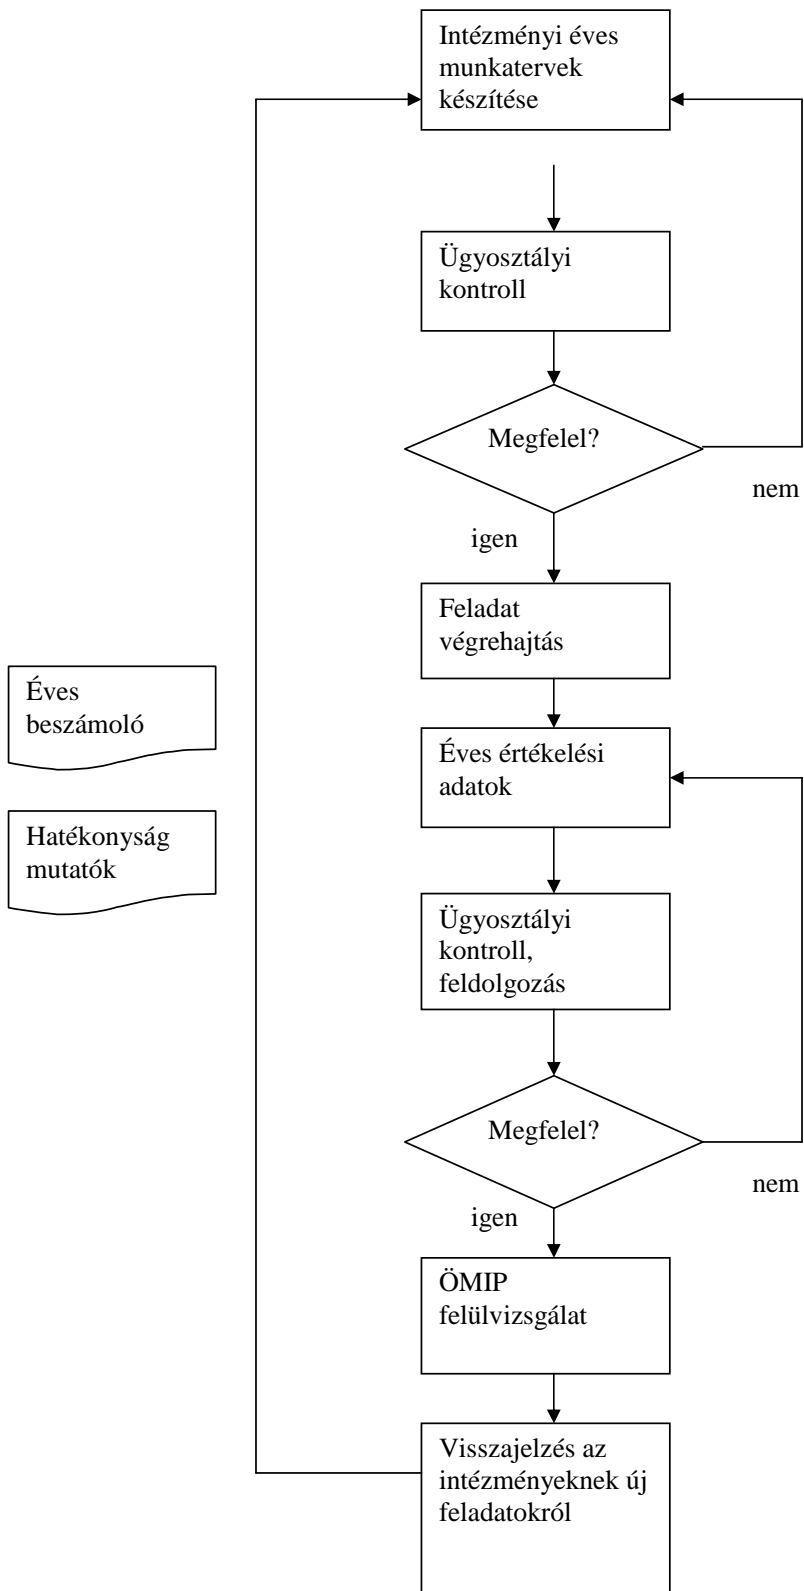 Intézményi éves
munkatervek
készítése
Ügyosztályi
kontroll
Megfelel?
nem
igen
Feladat
végrehajtás
Éves
beszámoló
Éves értékelési
adatok
Hatékonyság
mutatók
Ügyosztályi
kontroll,
feldolgozás
Megfelel?
nem
igen
ÖMIP
felülvizsgálat
Visszajelzés az
intézményeknek új
feladatokról